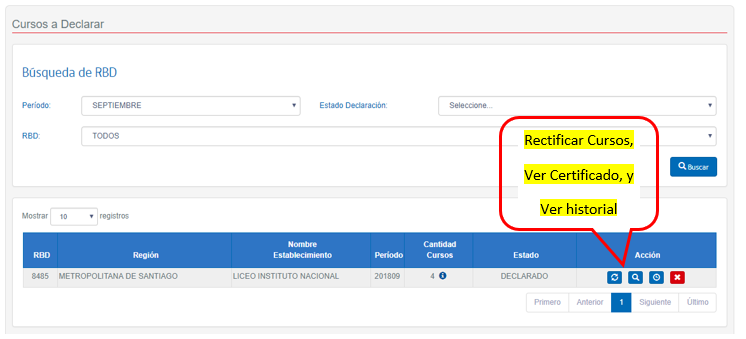 Cursos a Declarar
Búsqueda de RBD
Período: SEPTIEMBRE Estado Declaración: Seleccione...
RBD: TODOS
Buscar
Rectificar Cursos,
Ver Certificado, y
Ver historial
Mostrar 10 registros
RBD Región Nombre Establecimiento Período Cantidad Cursos Estado Acción
8485 METROPOLITANA DE SANTIAGO LICEO INSTITUTO NACIONAL 201809 4 DECLARADO
Primero Anterior 1 Siguiente Último